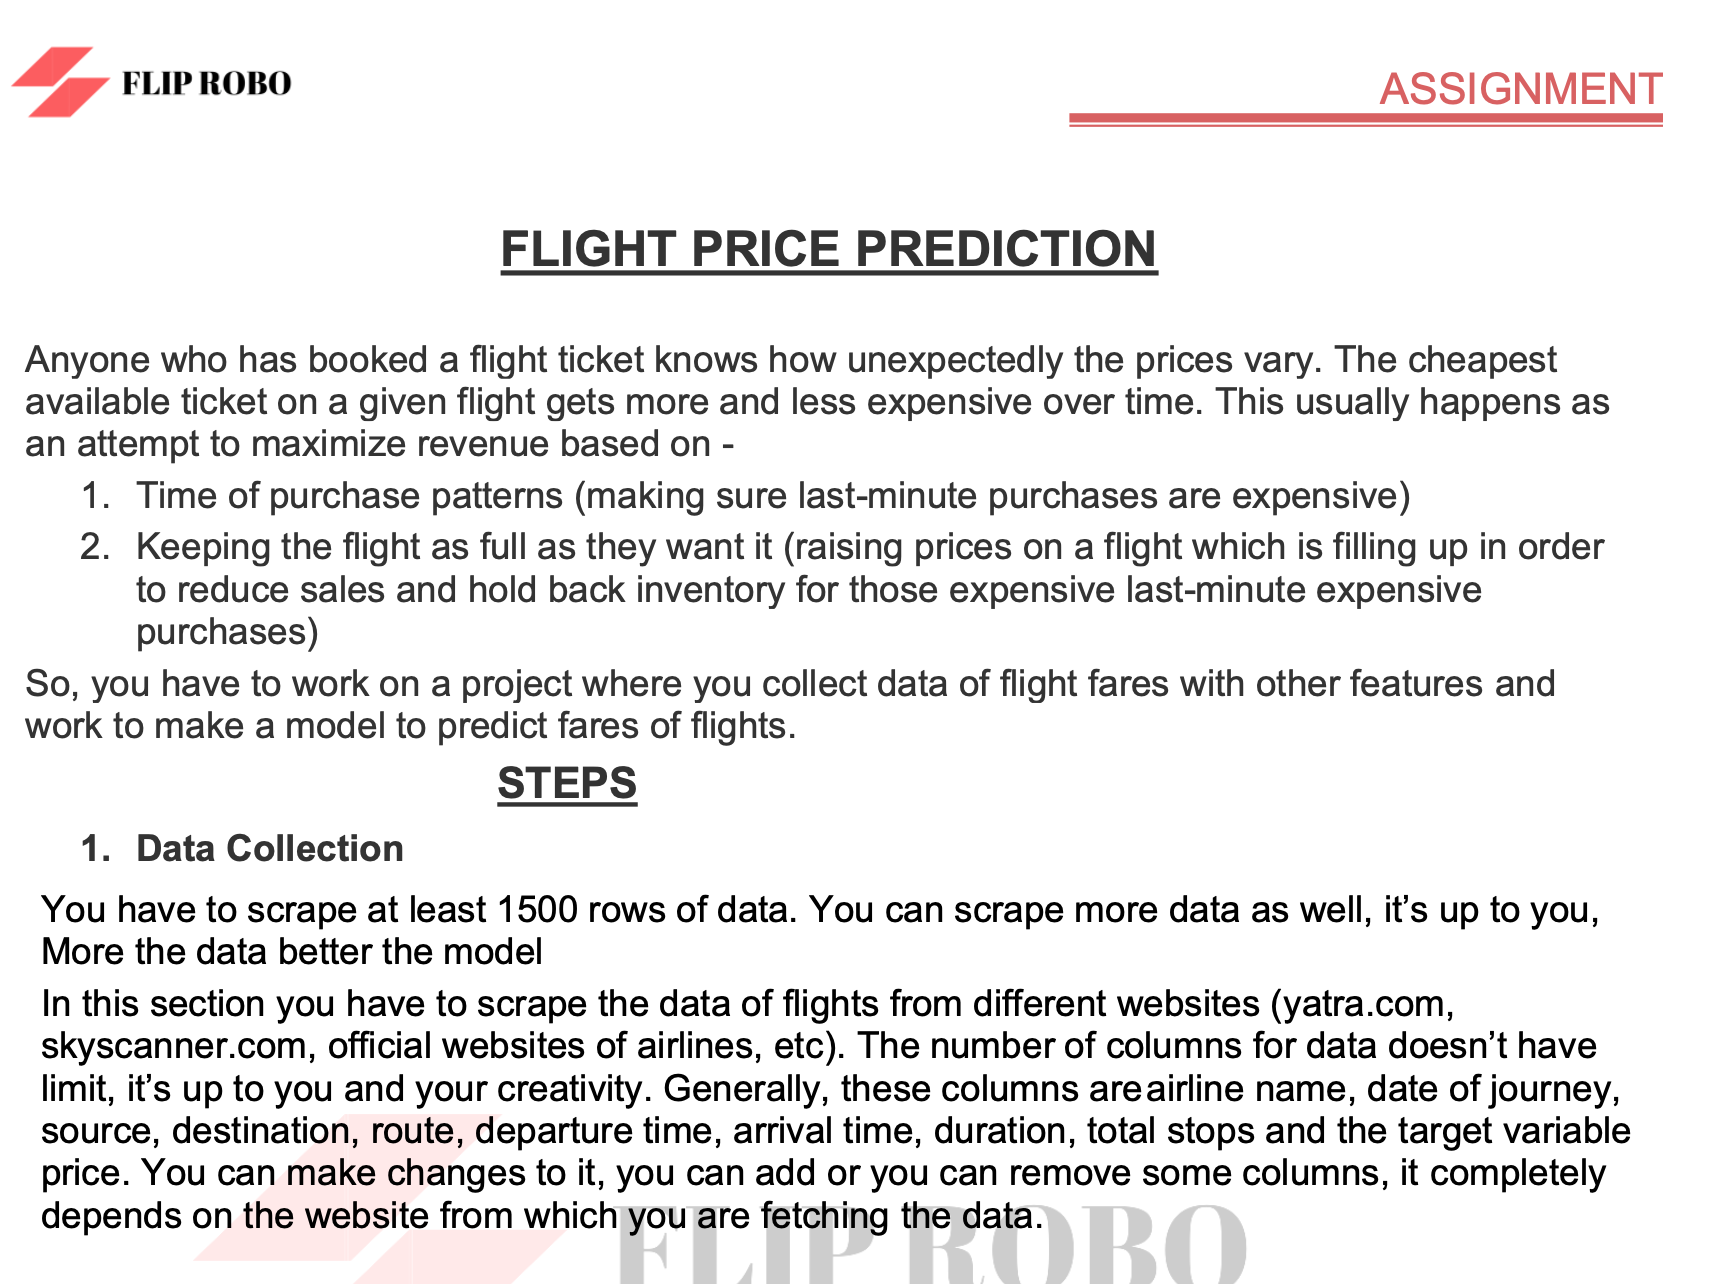 FLIP ROBO
ASSIGNMENT
FLIGHT PRICE PREDICTION
Anyone who has booked a flight ticket knows how unexpectedly the prices vary. The cheapest
available ticket on a given flight gets more and less expensive over time. This usually happens as
an attempt to maximize revenue based on -
1. Time of purchase patterns (making sure last-minute purchases are expensive)
2. Keeping the flight as full as they want it (raising prices on a flight which is filling up in order
to reduce sales and hold back inventory for those expensive last-minute expensive
purchases)
So, you have to work on a project where you collect data of flight fares with other features and
work to make a model to predict fares of flights.
STEPS
1. Data Collection
You have to scrape at least 1500 rows of data. You can scrape more data as well, it’s up to you,
More the data better the model
In this section you have to scrape the data of flights from different websites (yatra.com,
skyscanner.com, official websites of airlines, etc). The number of columns for data doesn’t have
limit, it’s up to you and your creativity. Generally, these columns are airline name, date of journey,
source, destination, route, departure time, arrival time, duration, total stops and the target variable
price. You can make changes to it, you can add or you can remove some columns, it completely
depends on the website from which you are fetching the data.
FLIP ROBO